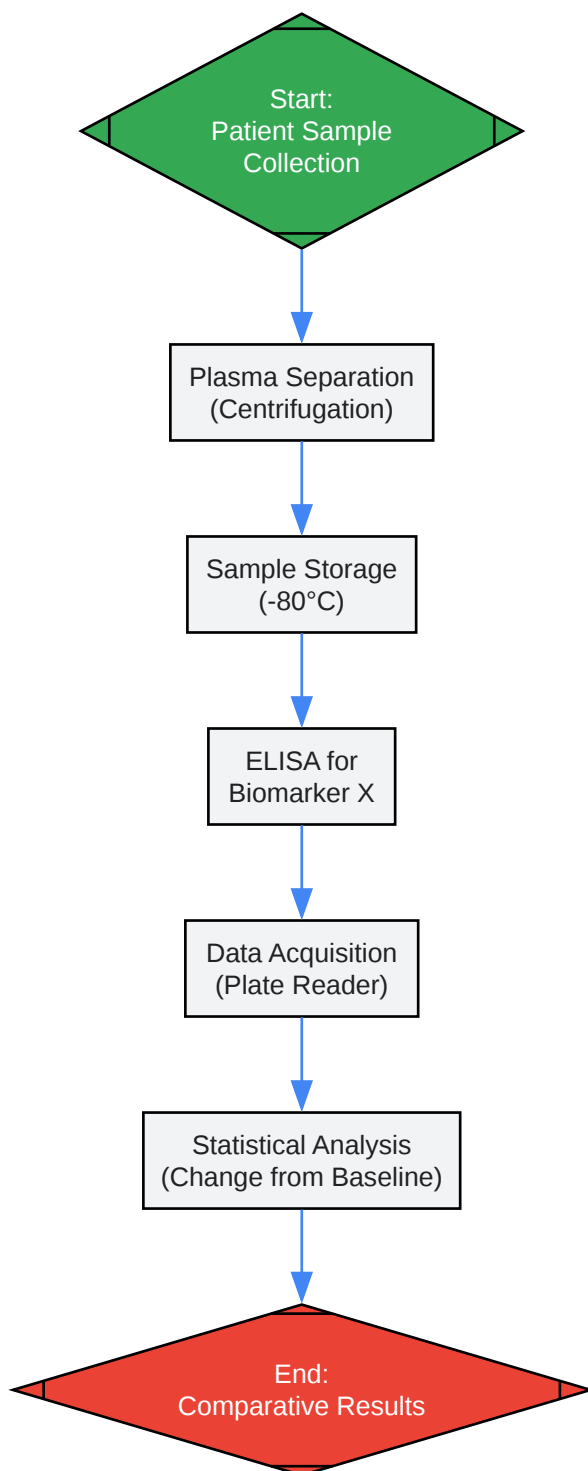 Start:
Patient Sample
Collection
Plasma Separation
(Centrifugation)
Sample Storage
(-80°C)
ELISA for
Biomarker X
Data Acquisition
(Plate Reader)
Statistical Analysis
(Change from Baseline)
End:
Comparative Results